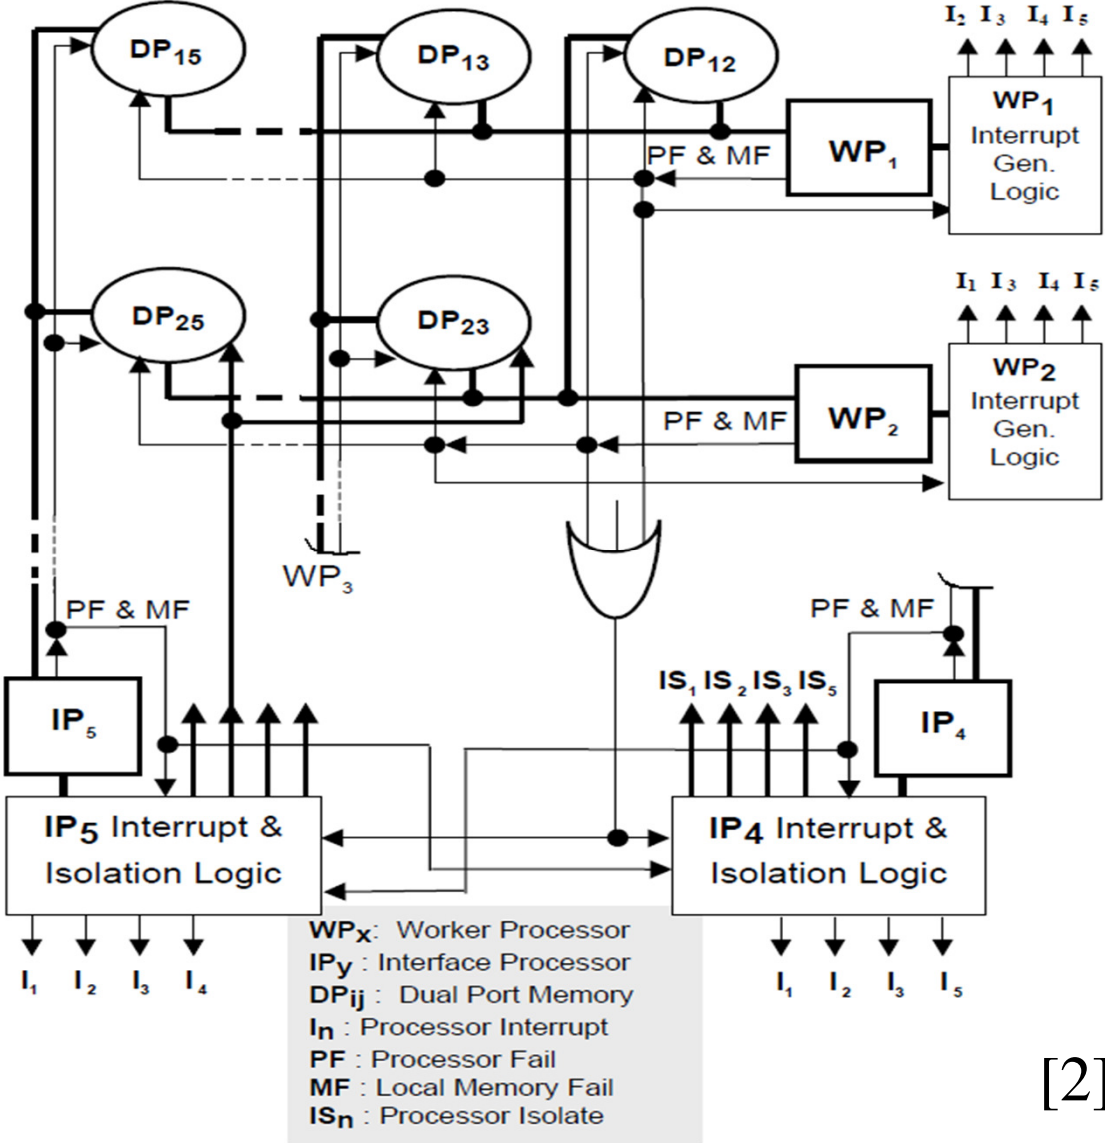 I₂ I₃ I₄ I₅
DP₁₅
DP₁₃
DP₁₂
WP₁
Interrupt
Gen.
Logic
PF & MF
WP₁
I₁ I₃ I₄ I₅
DP₂₅
DP₂₃
WP₂
Interrupt
Gen.
Logic
PF & MF
WP₂
WP₃
PF & MF
PF & MF
IS₁ IS₂ IS₃ IS₅
IP₅
IP₄
IP₅ Interrupt &
Isolation Logic
IP₄ Interrupt &
Isolation Logic
I₁ I₂ I₃ I₄
I₁ I₂ I₃ I₅
WPx: Worker Processor
IPy : Interface Processor
DPij : Dual Port Memory
In : Processor Interrupt
PF : Processor Fail
MF : Local Memory Fail
ISn : Processor Isolate
[2]